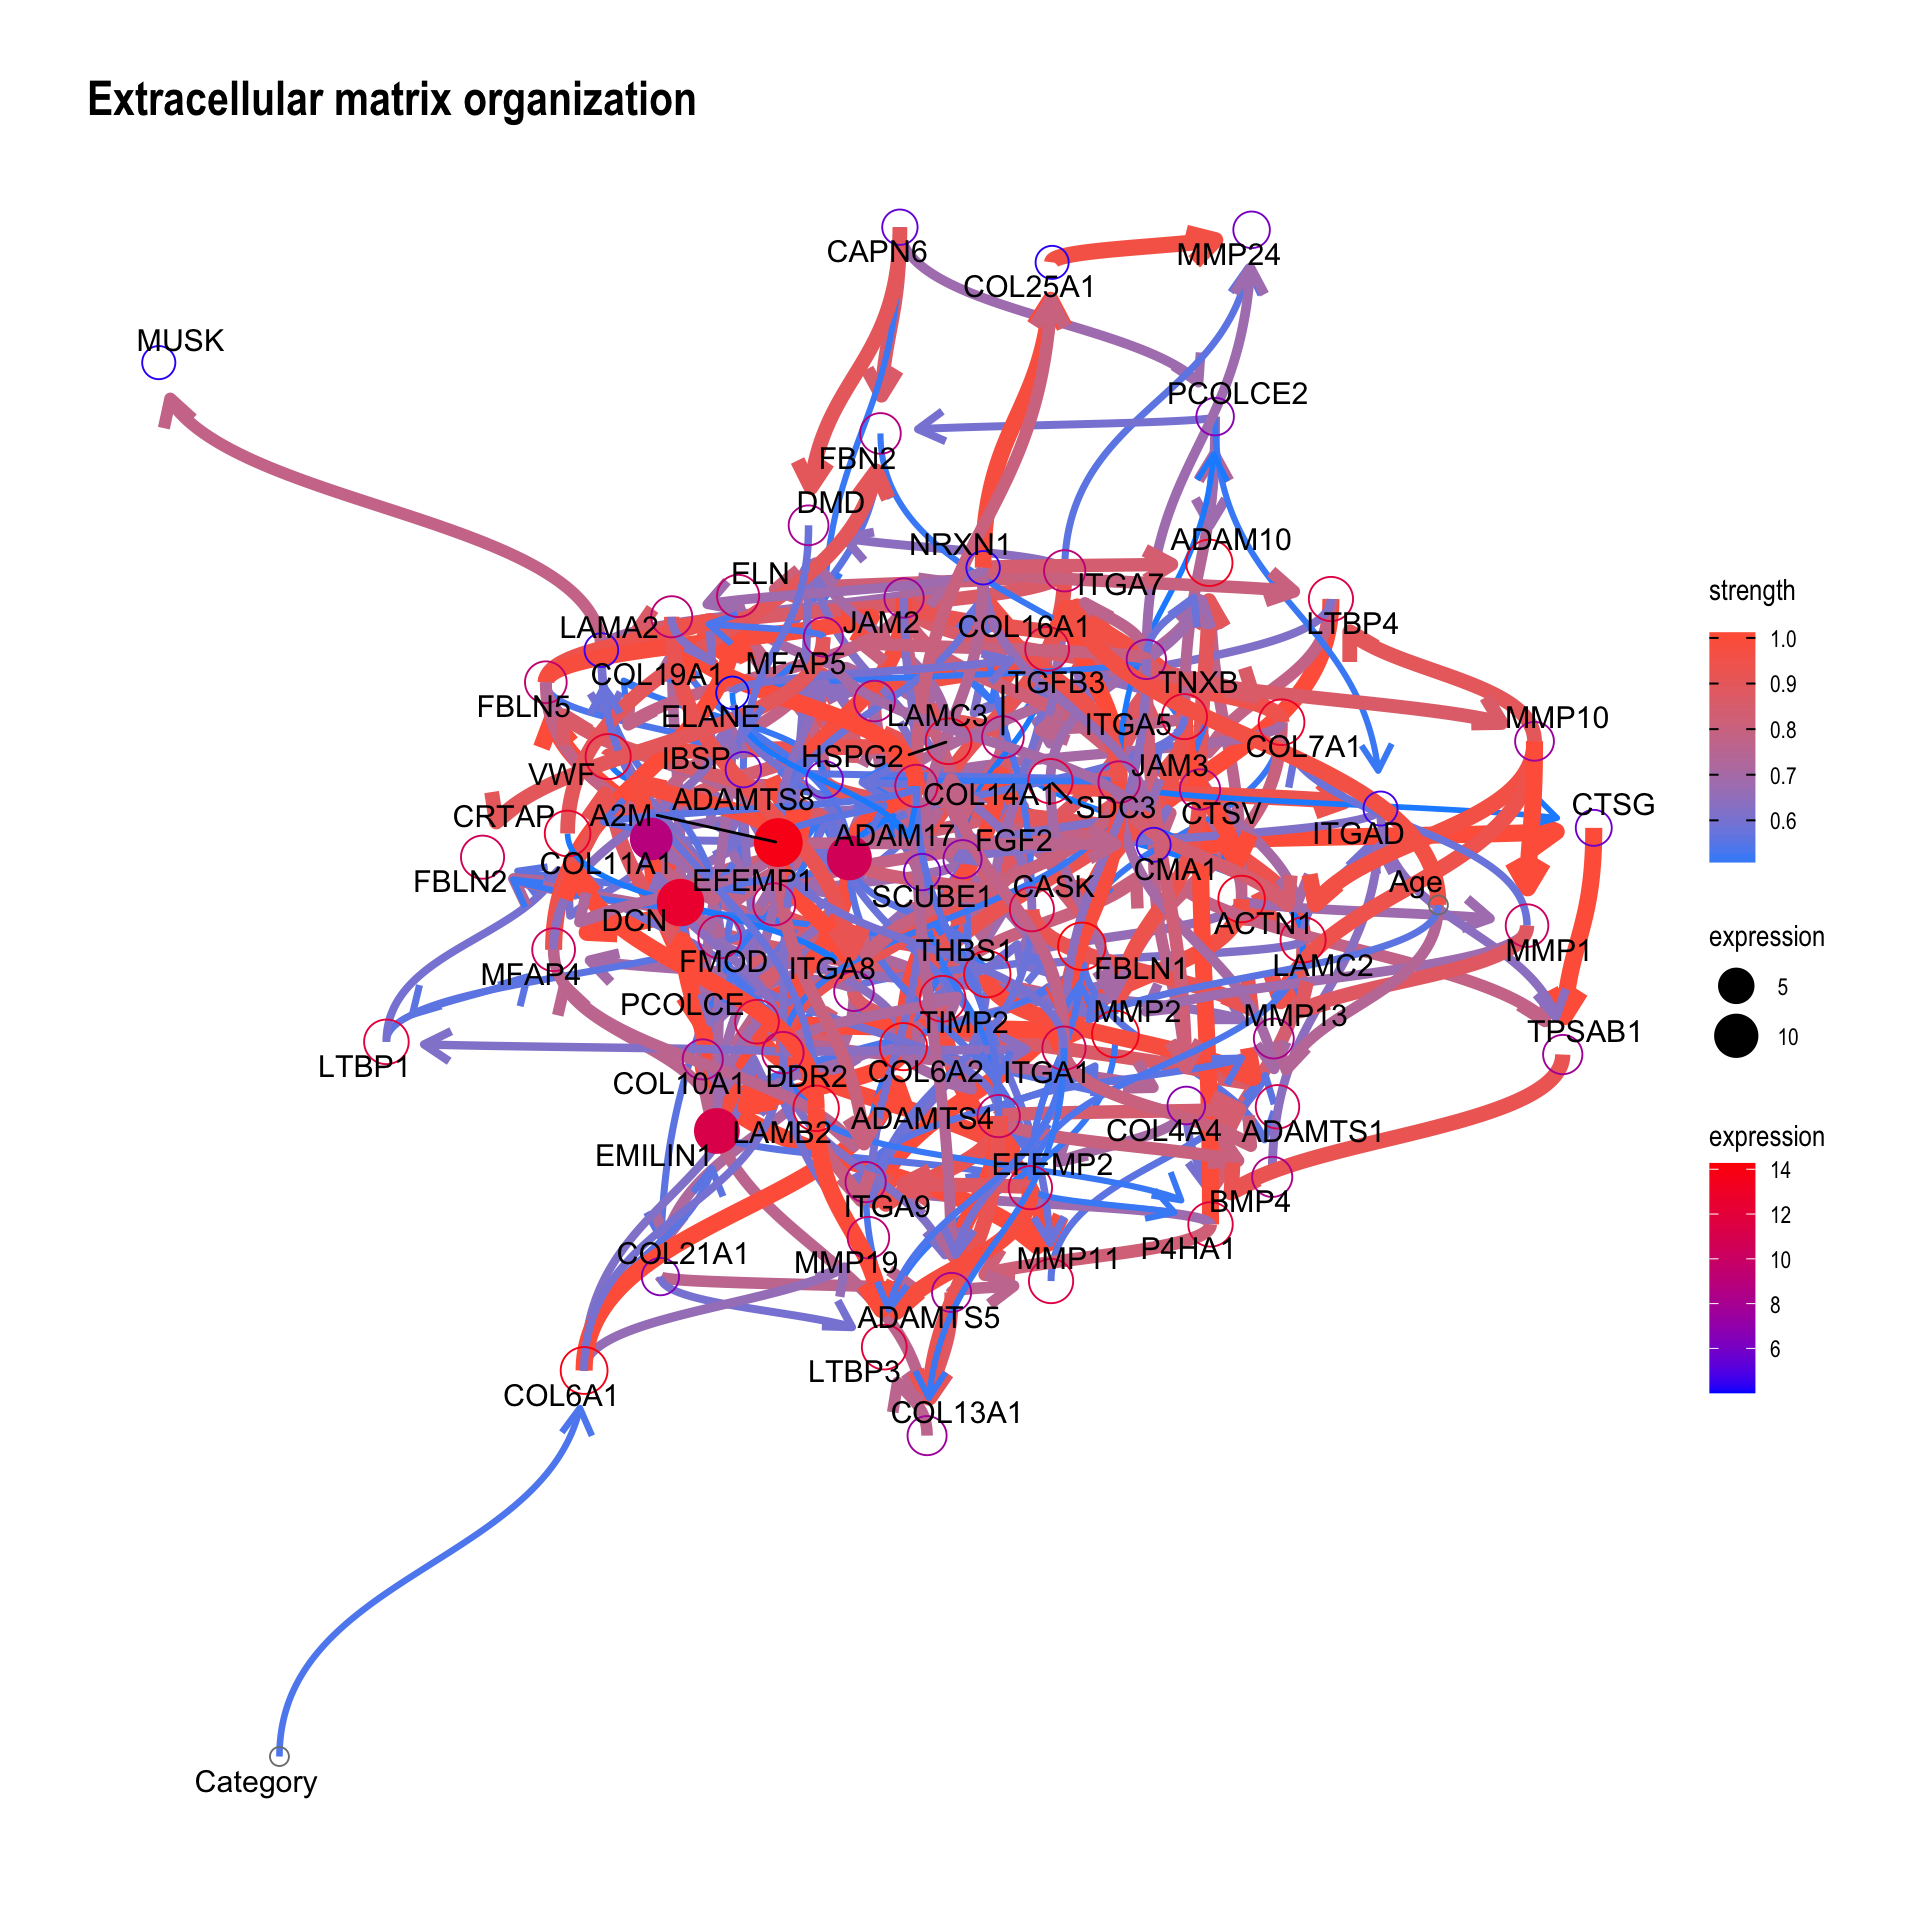 Extracellular matrix organization
CAPN6
MMP24
COL25A1
MUSK
PCOLCE2
FBN2
DMD
NRXN1
ADAM10
ELN
ITGA7
LAMA2
JAM2
COL16A1
LTBP4
COL19A1
MFAP5
TGFB3
TNXB
FBLN5
ELANE
LAMC3
ITGA5
MMP10
VWF
IBSP
HSPG2
JAM3
COL7A1
CRTAP
A2M
ADAMTS8
COL14A1
SDC3
CTSV
CTSG
ADAM17
FGF2
ITGAD
COL11A1
FBLN2
EFEMP1
SCUBE1
CASK
CMA1
Age
DCN
ACTN1
MFAP4
FMOD
ITGA8
THBS1
FBLN1
LAMC2
MMP1
PCOLCE
TIMP2
MMP2
MMP13
TPSAB1
LTBP1
COL10A1
DDR2
COL6A2
ITGA1
EMILIN1
LAMB2
ADAMTS4
COL4A4
ADAMTS1
EFEMP2
ITGA9
BMP4
COL21A1
MMP19
MMP11
P4HA1
ADAMTS5
LTBP3
COL6A1
COL13A1
Category
strength
1.0
0.9
0.8
0.7
0.6
expression
5
10
expression
14
12
10
8
6